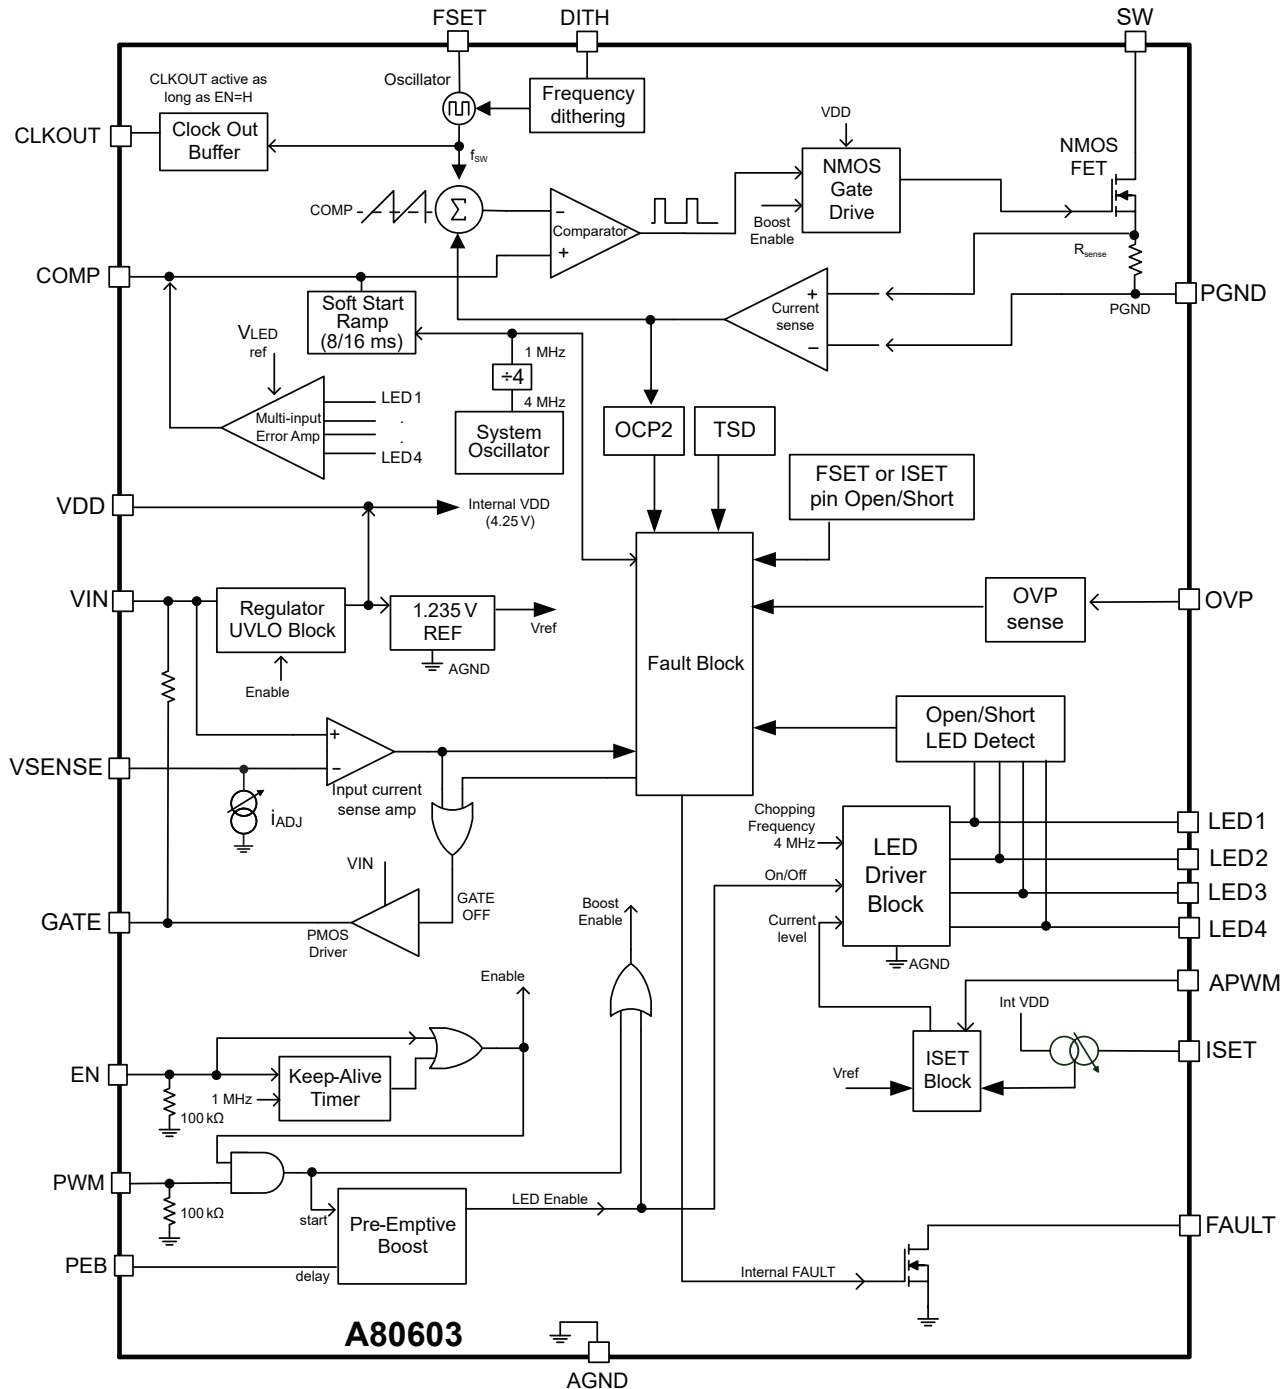 FSET
DITH
SW
CLKOUT active as
long as EN=H
Oscillator
Frequency
dithering
CLKOUT
Clock Out
Buffer
fSW
VDD
NMOS
Gate
Drive
NMOS
FET
COMP
Σ
Comparator
−
+
Boost
Enable
Rsense
COMP
Soft Start
Ramp
(8/16 ms)
+
Current
sense
−
PGND
PGND
VLED
ref
1 MHz
÷4
4 MHz
System
Oscillator
Multi-input
Error Amp
LED1
.
.
LED4
OCP2
TSD
FSET or ISET
pin Open/Short
VDD
Internal VDD
(4.25 V)
VIN
Regulator
UVLO Block
1.235 V
REF
Vref
AGND
Enable
Fault Block
OVP
sense
OVP
Open/Short
LED Detect
VSENSE
+
−
Input current
sense amp
iADJ
Chopping
Frequency
4 MHz
LED
Driver
Block
LED1
LED2
LED3
LED4
On/Off
Current
level
AGND
VIN
GATE
OFF
GATE
PMOS
Driver
Boost
Enable
Enable
APWM
Int VDD
ISET
ISET
Block
Vref
EN
Keep-Alive
Timer
1 MHz
100 kΩ
PWM
100 kΩ
start
Pre-Emptive
Boost
LED Enable
PEB
delay
Internal FAULT
FAULT
A80603
AGND